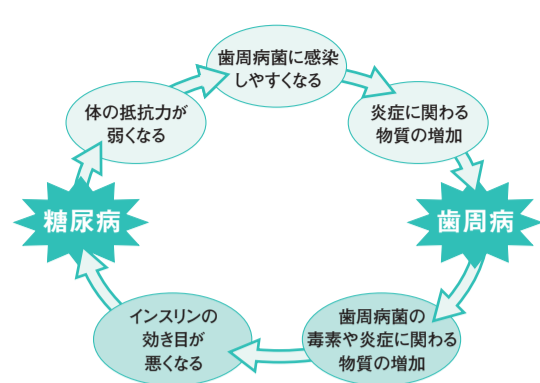 歯周病菌に感染
しやすくなる
体の抵抗力が
弱くなる
炎症に関わる
物質の増加
糖尿病
歯周病
インスリンの
効き目が
悪くなる
歯周病菌の
毒素や炎症に関わる
物質の増加